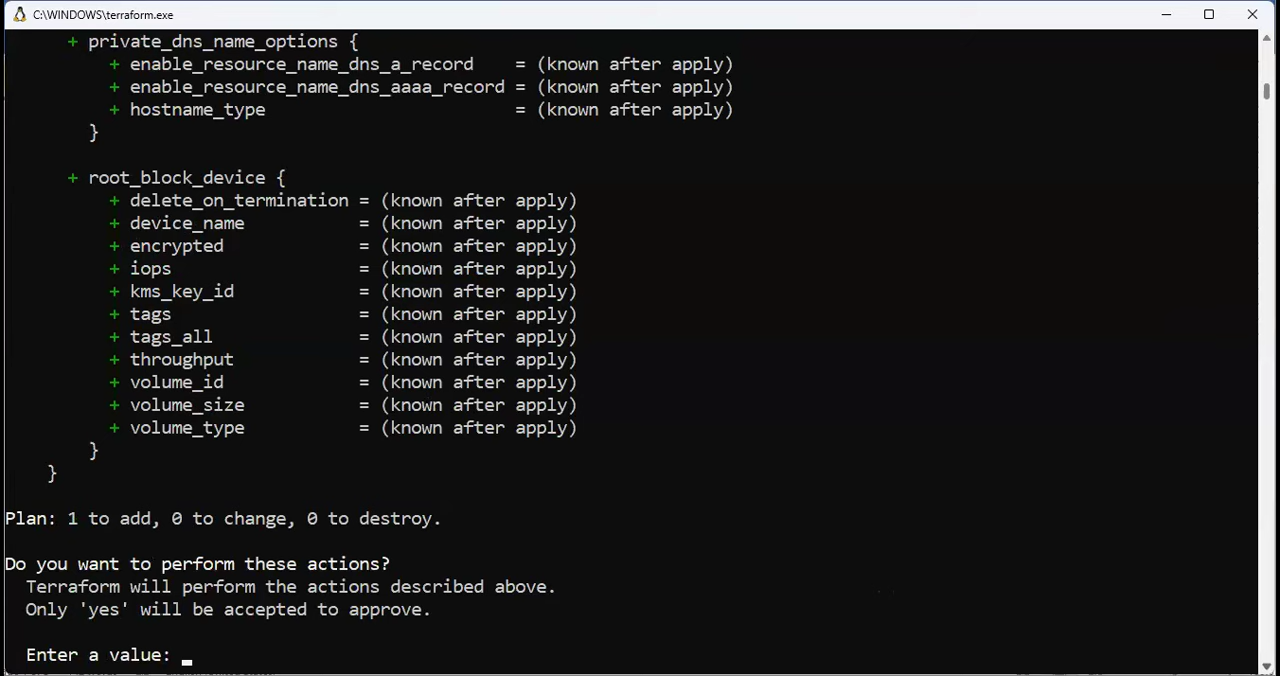 C:\WINDOWS\terraform.exe
+ private_dns_name_options {
+ enable_resource_name_dns_a_record    = (known after apply)
+ enable_resource_name_dns_aaaa_record = (known after apply)
+ hostname_type                        = (known after apply)
}
+ root_block_device {
+ delete_on_termination = (known after apply)
+ device_name           = (known after apply)
+ encrypted             = (known after apply)
+ iops                  = (known after apply)
+ kms_key_id            = (known after apply)
+ tags                  = (known after apply)
+ tags_all              = (known after apply)
+ throughput            = (known after apply)
+ volume_id             = (known after apply)
+ volume_size           = (known after apply)
+ volume_type           = (known after apply)
}
}
Plan: 1 to add, 0 to change, 0 to destroy.
Do you want to perform these actions?
Terraform will perform the actions described above.
Only 'yes' will be accepted to approve.
Enter a value: